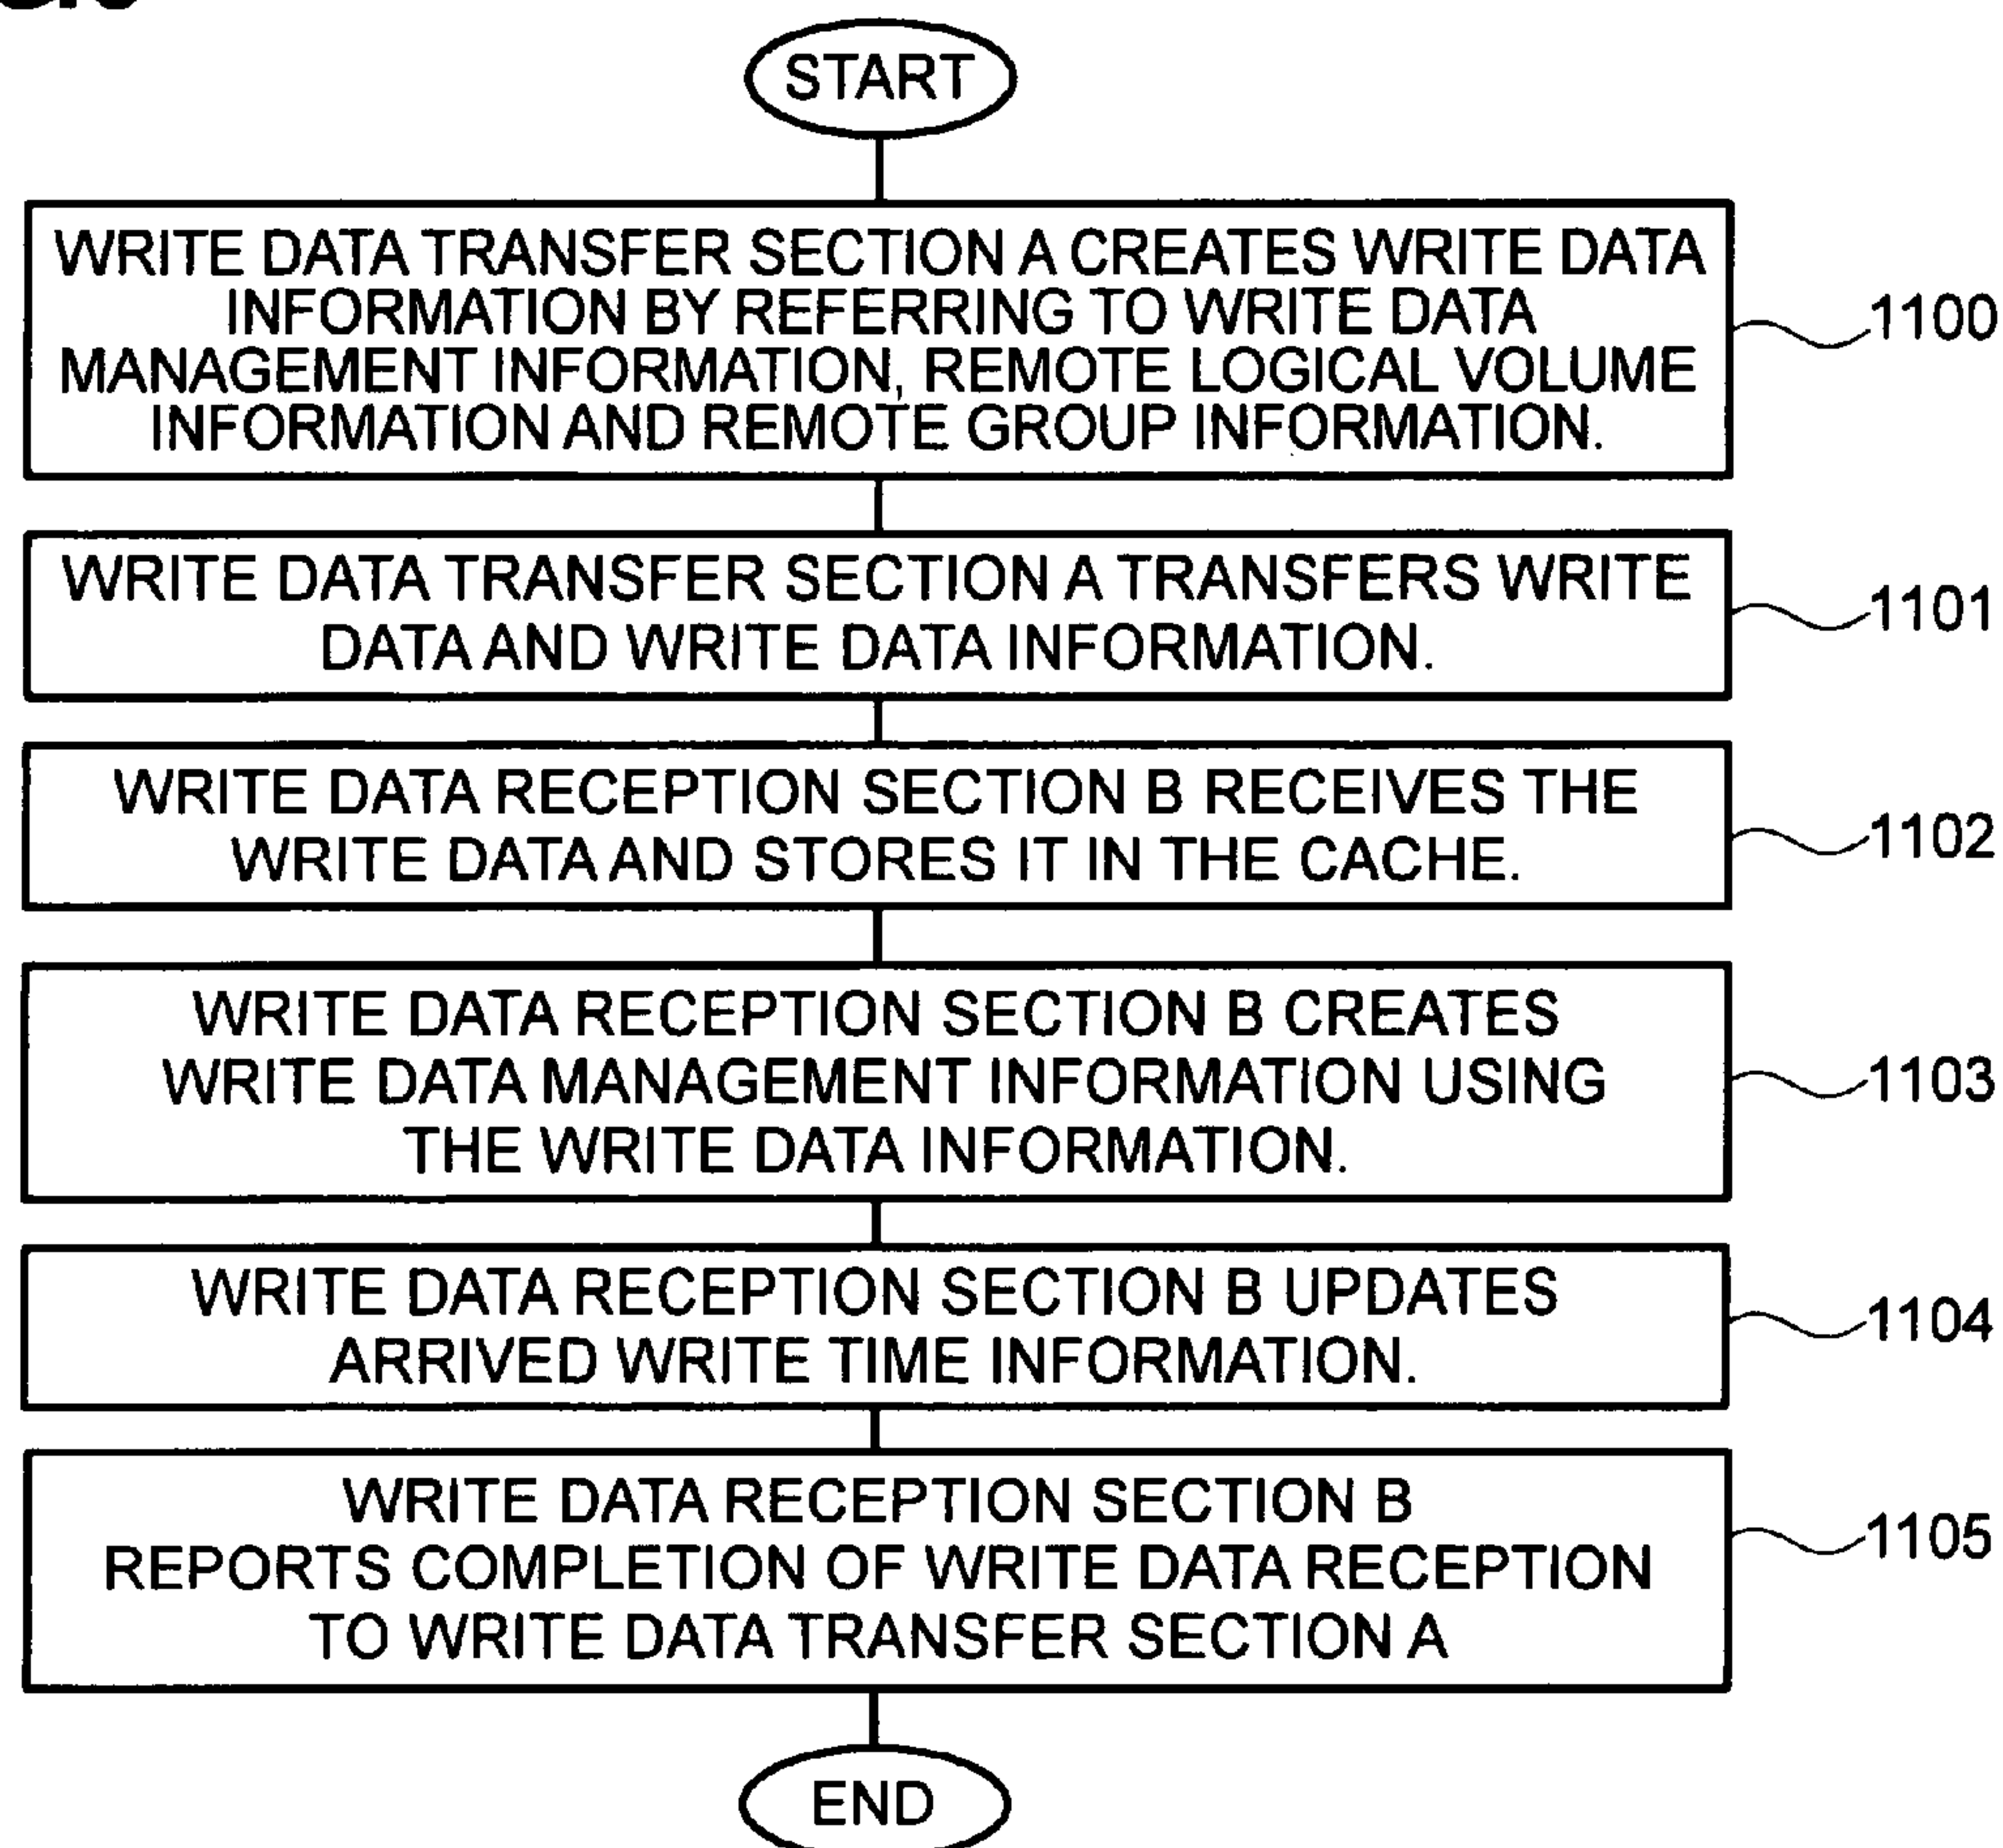 START
WRITE DATA TRANSFER SECTION A CREATES WRITE DATA
INFORMATION BY REFERRING TO WRITE DATA
MANAGEMENT INFORMATION, REMOTE LOGICAL VOLUME
INFORMATION AND REMOTE GROUP INFORMATION.
1100
WRITE DATA TRANSFER SECTION A TRANSFERS WRITE
DATA AND WRITE DATA INFORMATION.
1101
WRITE DATA RECEPTION SECTION B RECEIVES THE
WRITE DATA AND STORES IT IN THE CACHE.
1102
WRITE DATA RECEPTION SECTION B CREATES
WRITE DATA MANAGEMENT INFORMATION USING
THE WRITE DATA INFORMATION.
1103
WRITE DATA RECEPTION SECTION B UPDATES
ARRIVED WRITE TIME INFORMATION.
1104
WRITE DATA RECEPTION SECTION B
REPORTS COMPLETION OF WRITE DATA RECEPTION
TO WRITE DATA TRANSFER SECTION A
1105
END